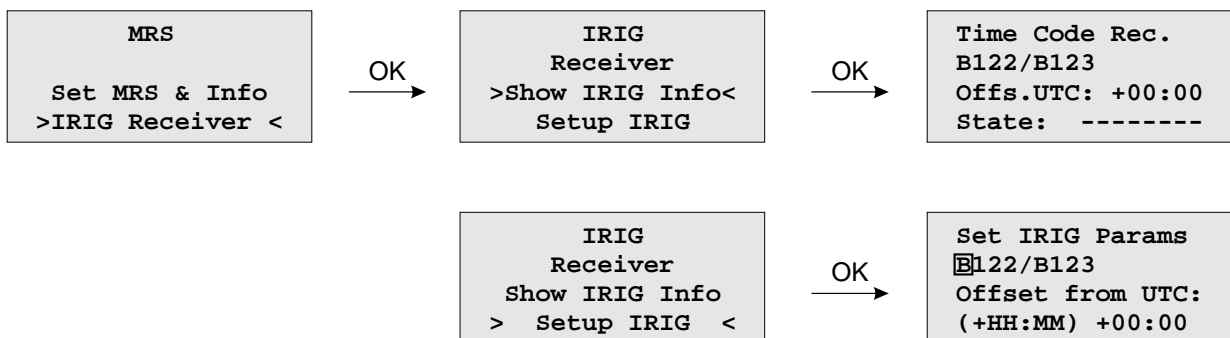 MRS
Set MRS & Info
>IRIG Receiver <
OK
IRIG
Receiver
>Show IRIG Info<
Setup IRIG
OK
Time Code Rec.
B122/B123
Offs.UTC: +00:00
State: --------
IRIG
Receiver
Show IRIG Info
> Setup IRIG <
OK
Set IRIG Params
B122/B123
Offset from UTC:
(+HH:MM) +00:00